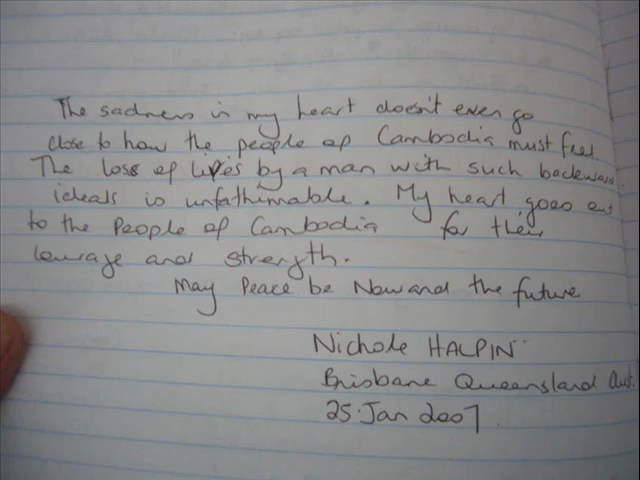 The sadness in my heart doesn't even go
close to how the people of Cambodia must feel.
The loss of lives by a man with such backward
ideals is unfathimable. My heart goes out
to the People of Cambodia for their
courage and strength.
May Peace be Now and the future
Nichole HALPIN
Brisbane Queensland Aust.
25 Jan 2007.